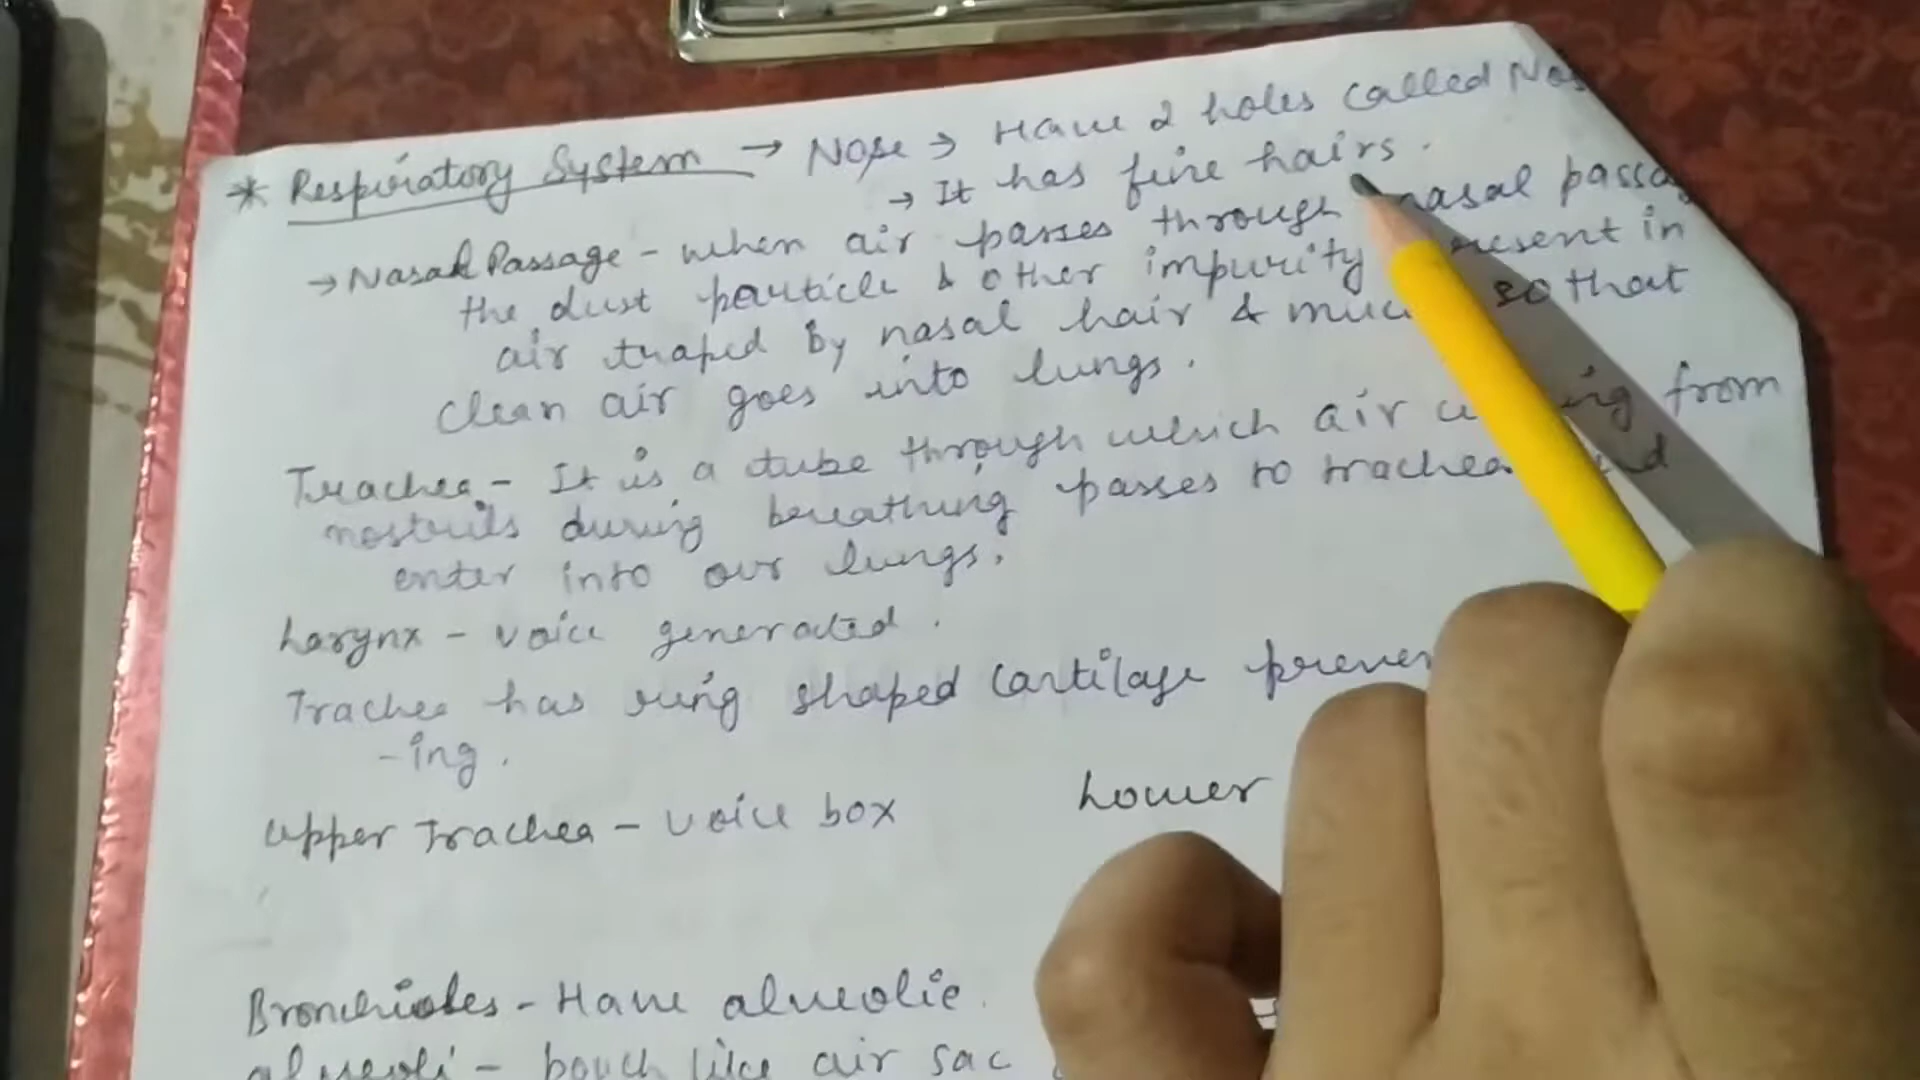 * Respiratory System → Nose → Have 2 holes called
→ It has fine hairs.
→ Nasal Passage - when air passes through nasal
the dust particle & other impurity present in
air traped by nasal hair & so that
clean air goes into lungs.
Trachea - It is a tube through which air from
nostrils during breathing passes to trachea
enter into our lungs.
Larynx - voice generated.
Trachea has ring shaped cartilage
-ing.
Upper Trachea - voice box Lower
Bronchioles - Have alveolie.
alveoli - pouch like air sac